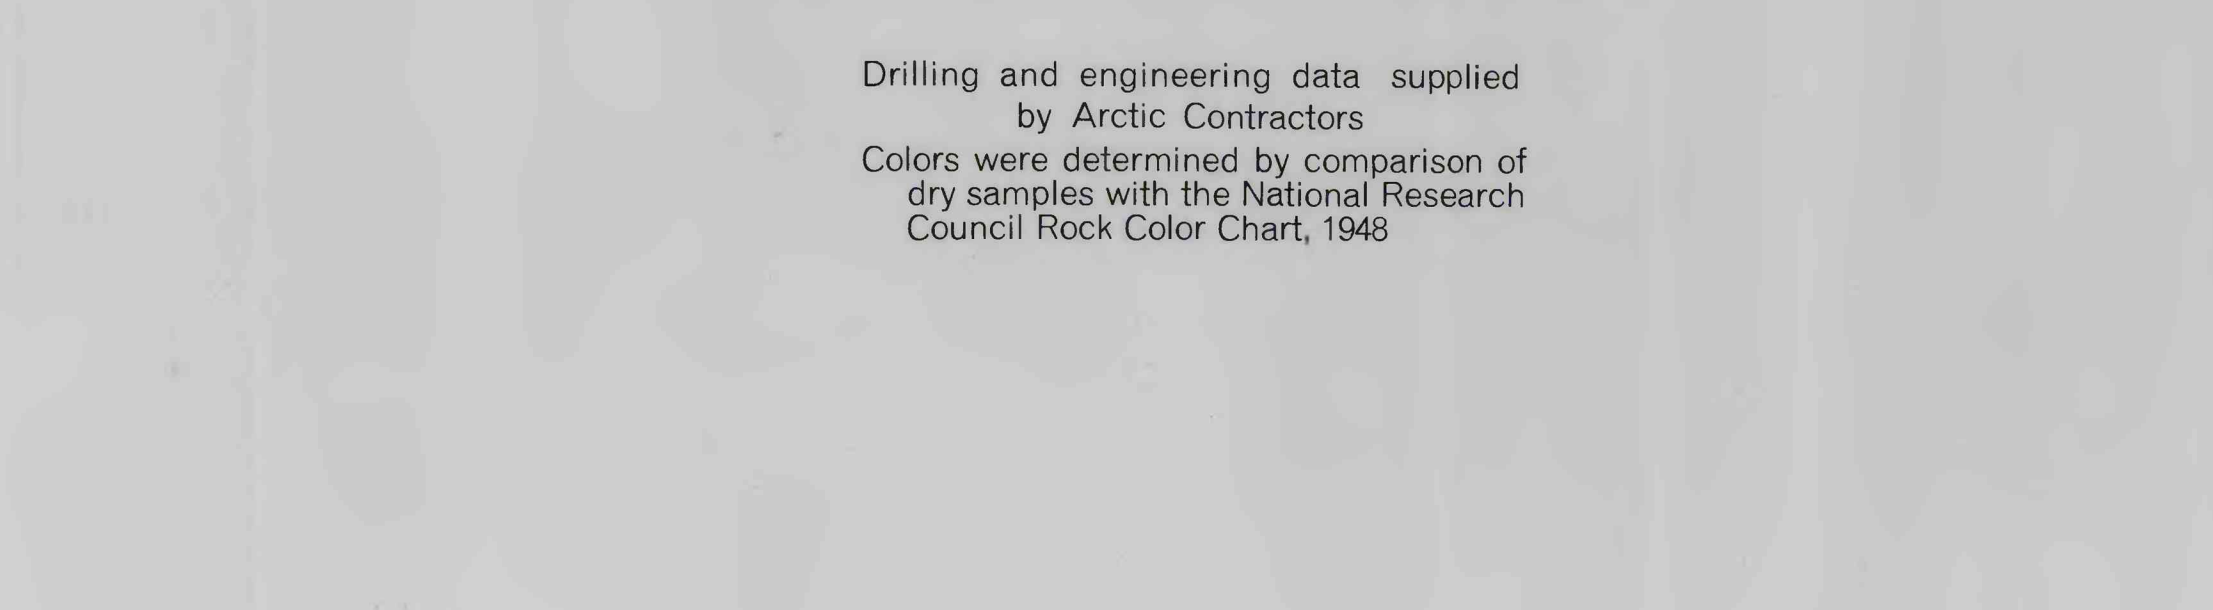 Drilling and engineering data supplied
by Arctic Contractors
Colors were determined by comparison of
dry samples with the National Research
Council Rock Color Chart, 1948